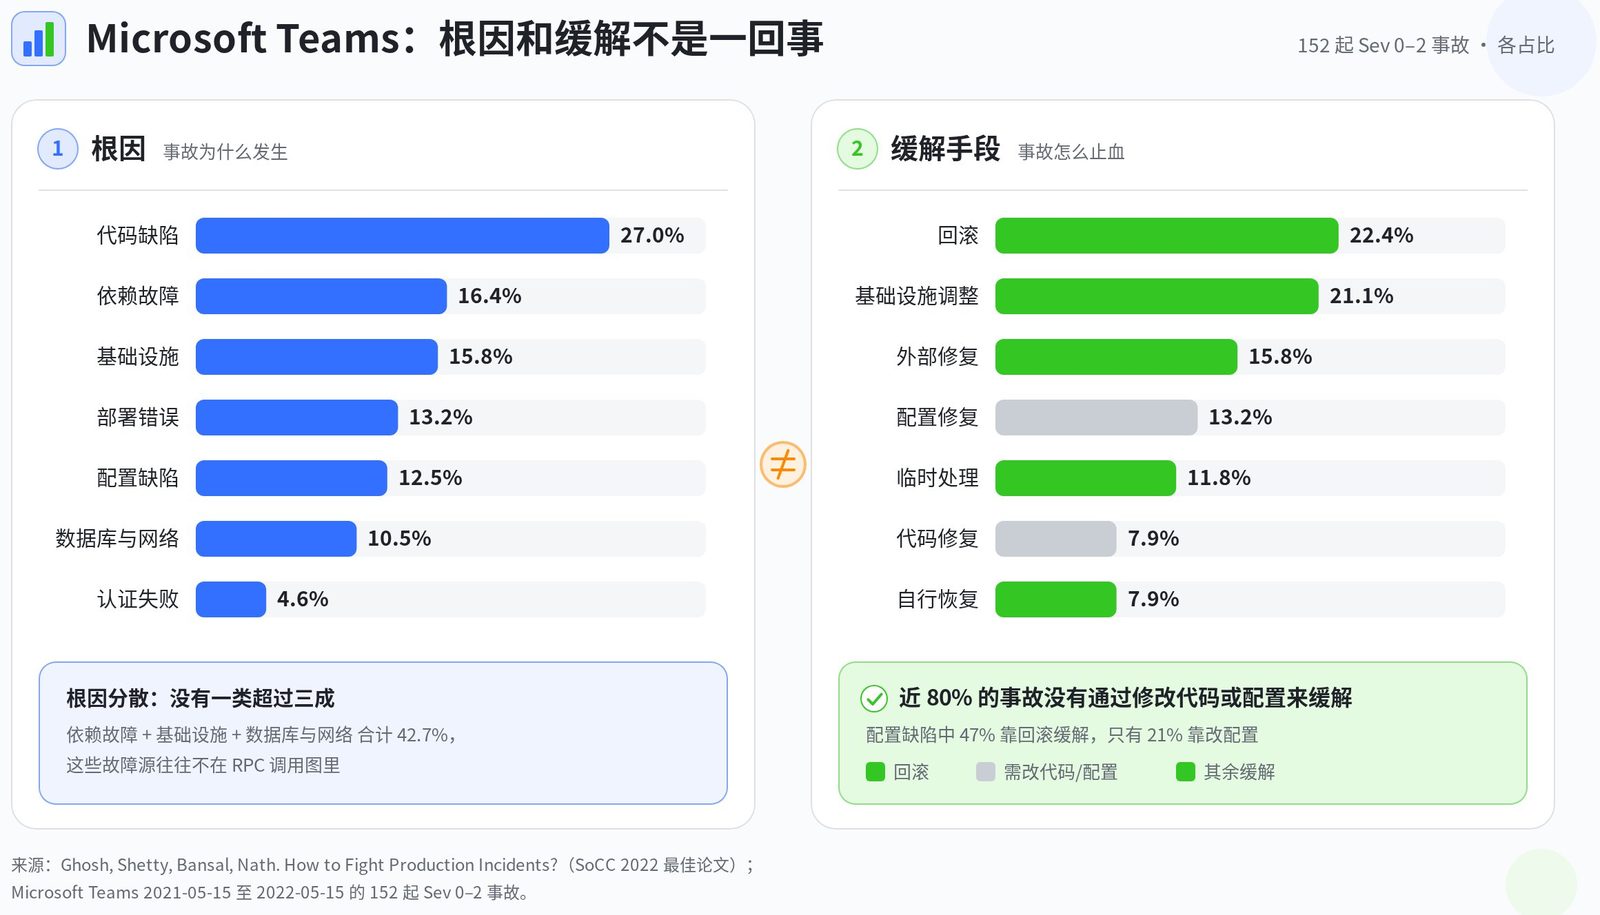 Microsoft Teams：根因和缓解不是一回事
152 起 Sev 0–2 事故 · 各占比
1 根因 事故为什么发生
代码缺陷 27.0%
依赖故障 16.4%
基础设施 15.8%
部署错误 13.2%
配置缺陷 12.5%
数据库与网络 10.5%
认证失败 4.6%
根因分散：没有一类超过三成
依赖故障 + 基础设施 + 数据库与网络 合计 42.7%，
这些故障源往往不在 RPC 调用图里
≠
2 缓解手段 事故怎么止血
回滚 22.4%
基础设施调整 21.1%
外部修复 15.8%
配置修复 13.2%
临时处理 11.8%
代码修复 7.9%
自行恢复 7.9%
近 80% 的事故没有通过修改代码或配置来缓解
配置缺陷中 47% 靠回滚缓解，只有 21% 靠改配置
回滚 需改代码/配置 其余缓解
来源：Ghosh, Shetty, Bansal, Nath. How to Fight Production Incidents?（SoCC 2022 最佳论文）；
Microsoft Teams 2021-05-15 至 2022-05-15 的 152 起 Sev 0–2 事故。